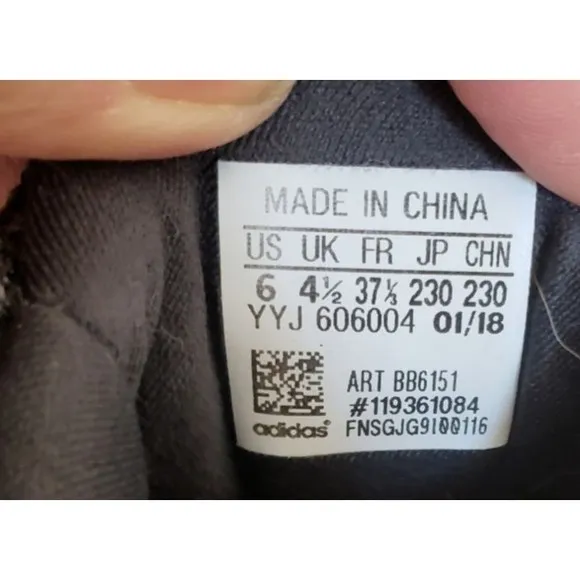 MADE IN CHINA
US UK FR JP CHN
6 4½ 37⅓ 230 230
YYJ 606004 01/18
ART BB6151
#119361084
adidas® FNSGJG9I00116